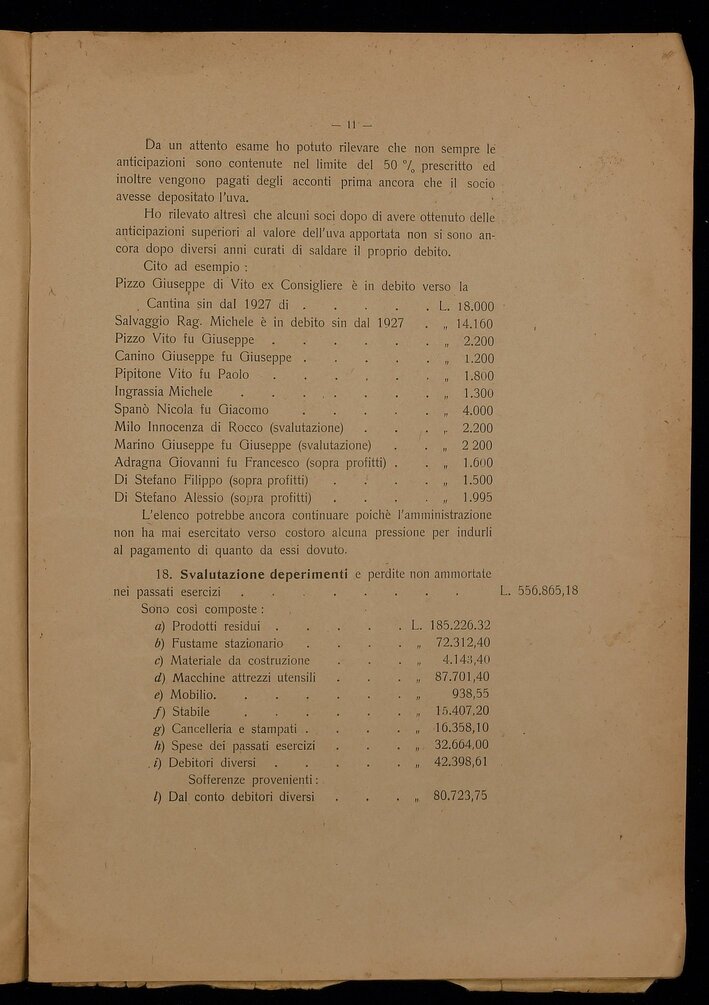 — 11 —
Da un attento esame ho potuto rilevare che non sempre le
anticipazioni sono contenute nel limite del 50 % prescritto ed
inoltre vengono pagati degli acconti prima ancora che il socio
avesse depositato l'uva.
Ho rilevato altresì che alcuni soci dopo di avere ottenuto delle
anticipazioni superiori al valore dell'uva apportata non si sono an-
cora dopo diversi anni curati di saldare il proprio debito.
Cito ad esempio :
Pizzo Giuseppe di Vito ex Consigliere è in debito verso la
Cantina sin dal 1927 di . . . . . L. 18.000
Salvaggio Rag. Michele è in debito sin dal 1927 . „ 14.160
Pizzo Vito fu Giuseppe . . . . . . „ 2.200
Canino Giuseppe fu Giuseppe . . . . . „ 1.200
Pipitone Vito fu Paolo . . . . . . „ 1.800
Ingrassia Michele . . . . . . . „ 1.300
Spanò Nicola fu Giacomo . . . . . „ 4.000
Milo Innocenza di Rocco (svalutazione) . . . „ 2.200
Marino Giuseppe fu Giuseppe (svalutazione) . . „ 2 200
Adragna Giovanni fu Francesco (sopra profitti) . . „ 1.600
Di Stefano Filippo (sopra profitti) . . . . „ 1.500
Di Stefano Alessio (sopra profitti) . . . . „ 1.995
L'elenco potrebbe ancora continuare poichè l'amministrazione
non ha mai esercitato verso costoro alcuna pressione per indurli
al pagamento di quanto da essi dovuto.
18. Svalutazione deperimenti e perdite non ammortate
nei passati esercizi . . . . . . . . L. 556.865,18
Sono così composte :
a) Prodotti residui . . . . . L. 185.226.32
b) Fustame stazionario . . . . „ 72.312,40
c) Materiale da costruzione . . . „ 4.143,40
d) Macchine attrezzi utensili . . . „ 87.701,40
e) Mobilio. . . . . . . „ 938,55
f) Stabile . . . . . . „ 15.407,20
g) Cancelleria e stampati . . . . „ 16.358,10
h) Spese dei passati esercizi . . . „ 32.664,00
i) Debitori diversi . . . . . „ 42.398,61
Sofferenze provenienti :
l) Dal conto debitori diversi . . . „ 80.723,75